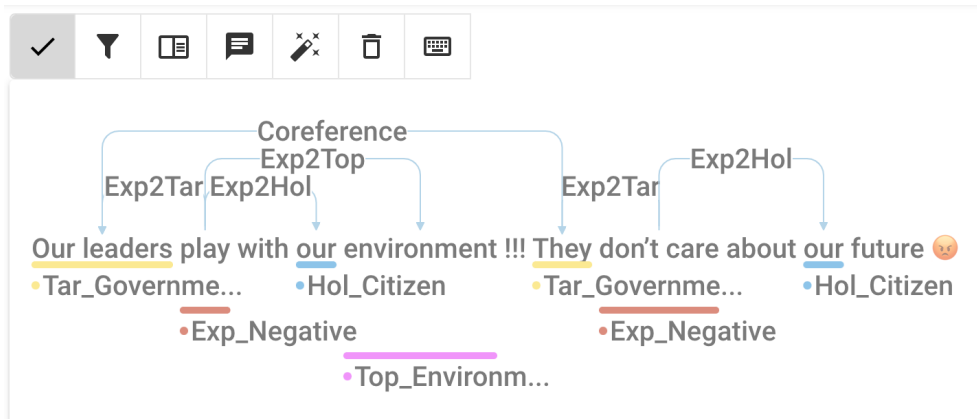 Coreference
Exp2Top Exp2Hol
Exp2Tar Exp2Hol Exp2Tar
Our leaders play with our environment !!! They don’t care about our future 😡
Tar_Governme... Hol_Citizen Tar_Governme... Hol_Citizen
Exp_Negative Exp_Negative
Top_Environm...